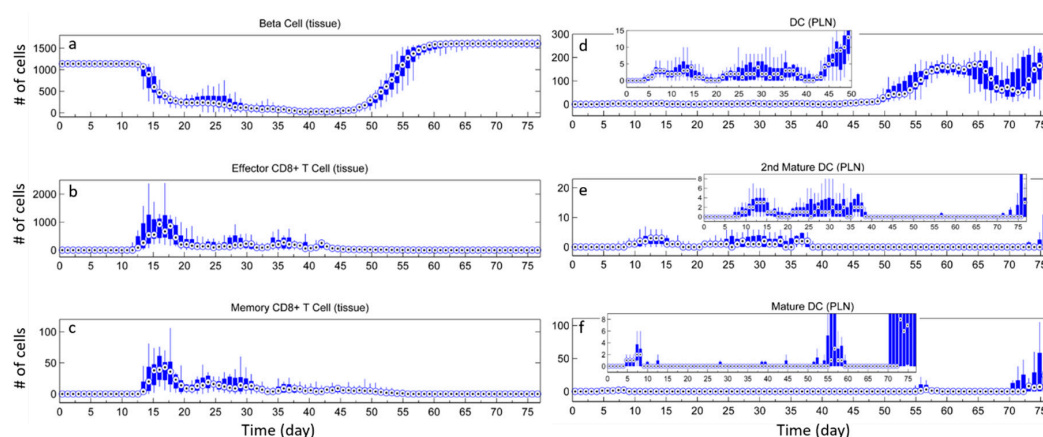 Beta Cell (tissue)
a
# of cells
1500
1000
500
0
0 5 10 15 20 25 30 35 40 45 50 55 60 65 70 75
Effector CD8+ T Cell (tissue)
b
# of cells
2000
1000
0
0 5 10 15 20 25 30 35 40 45 50 55 60 65 70 75
Memory CD8+ T Cell (tissue)
c
# of cells
100
50
0
0 5 10 15 20 25 30 35 40 45 50 55 60 65 70 75
Time (day)
DC (PLN)
d
300
200
100
0
15
10
5
0
0 5 10 15 20 25 30 35 40 45 50
0 5 10 15 20 25 30 35 40 45 50 55 60 65 70 75
2nd Mature DC (PLN)
e
20
10
0
8
6
4
2
0
0 5 10 15 20 25 30 35 40 45 50 55 60 65 70 75
0 5 10 15 20 25 30 35 40 45 50 55 60 65 70 75
Mature DC (PLN)
f
100
50
0
8
6
4
2
0
0 5 10 15 20 25 30 35 40 45 50 55 60 65 70 75
0 5 10 15 20 25 30 35 40 45 50 55 60 65 70 75
Time (day)